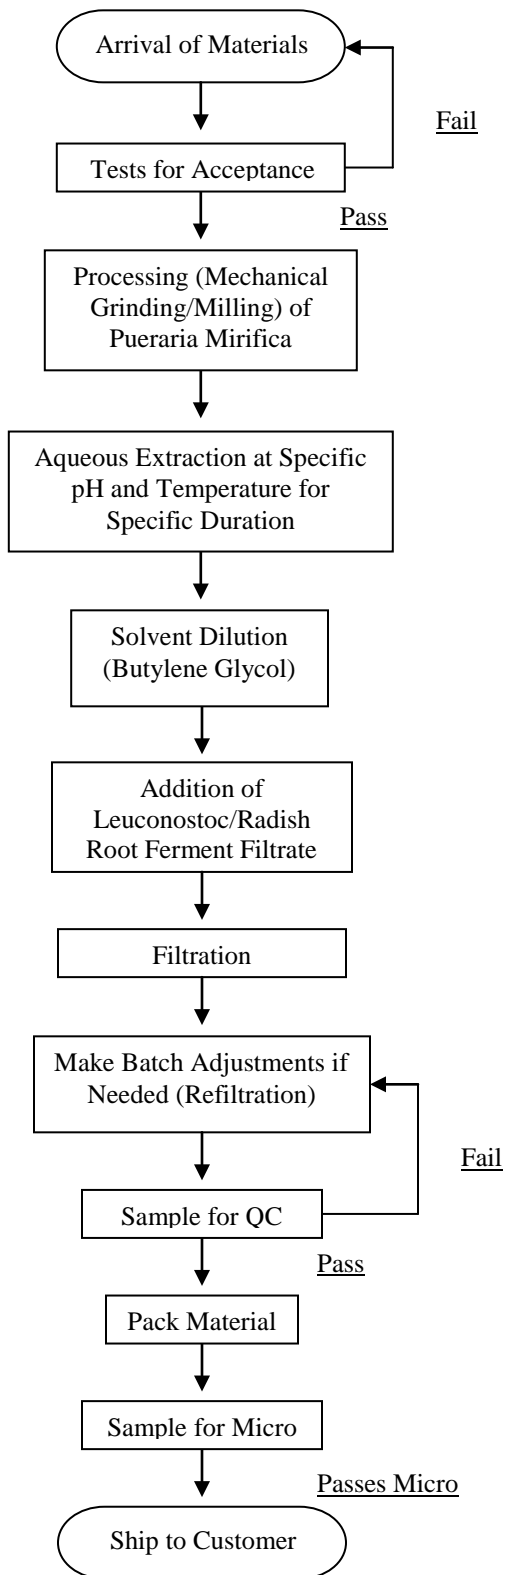 Arrival of Materials
Fail
Tests for Acceptance
Pass
Processing (Mechanical
Grinding/Milling) of
Pueraria Mirifica
Aqueous Extraction at Specific
pH and Temperature for
Specific Duration
Solvent Dilution
(Butylene Glycol)
Addition of
Leuconostoc/Radish
Root Ferment Filtrate
Filtration
Make Batch Adjustments if
Needed (Refiltration)
Fail
Sample for QC
Pass
Pack Material
Sample for Micro
Passes Micro
Ship to Customer